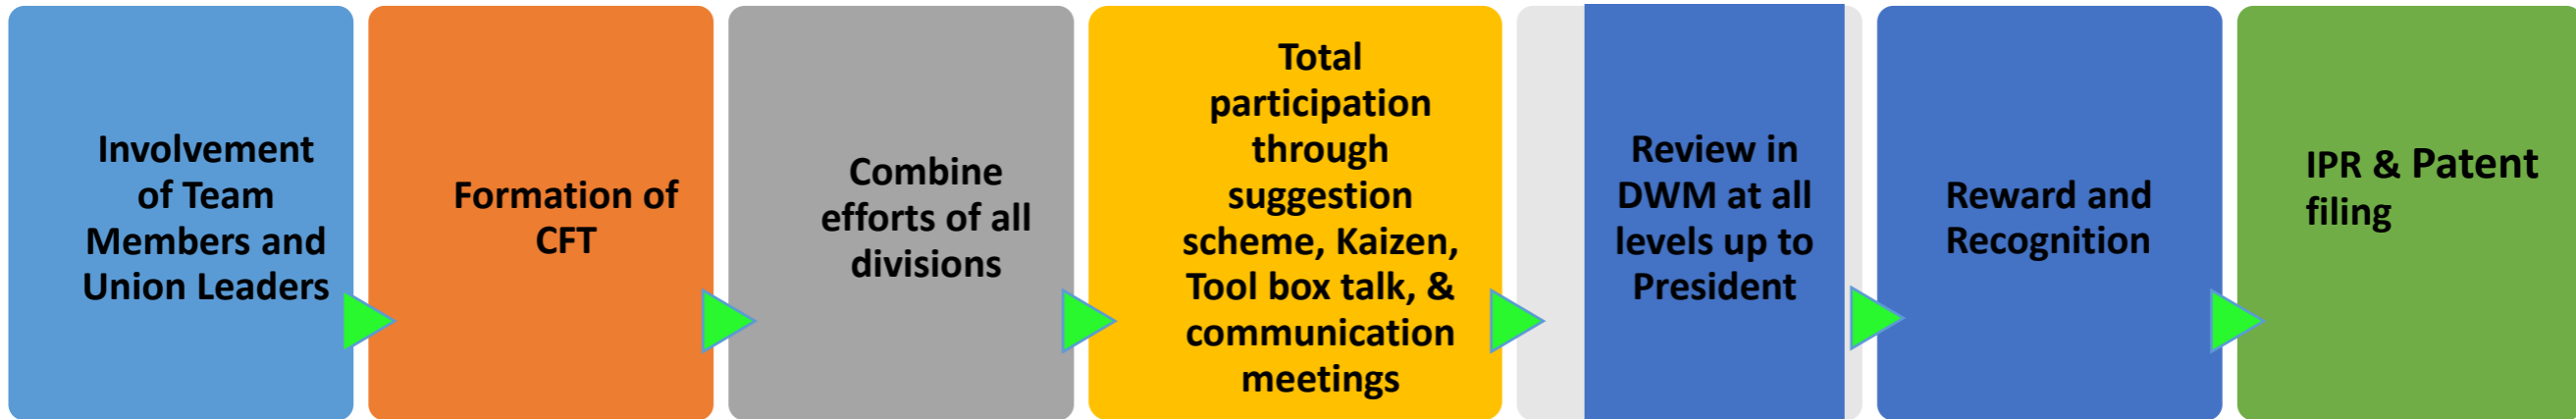 Involvement
of Team
Members and
Union Leaders
Formation of
CFT
Combine
efforts of all
divisions
Total
participation
through
suggestion
scheme, Kaizen,
Tool box talk, &
communication
meetings
Review in
DWM at all
levels up to
President
Reward and
Recognition
IPR & Patent
filing